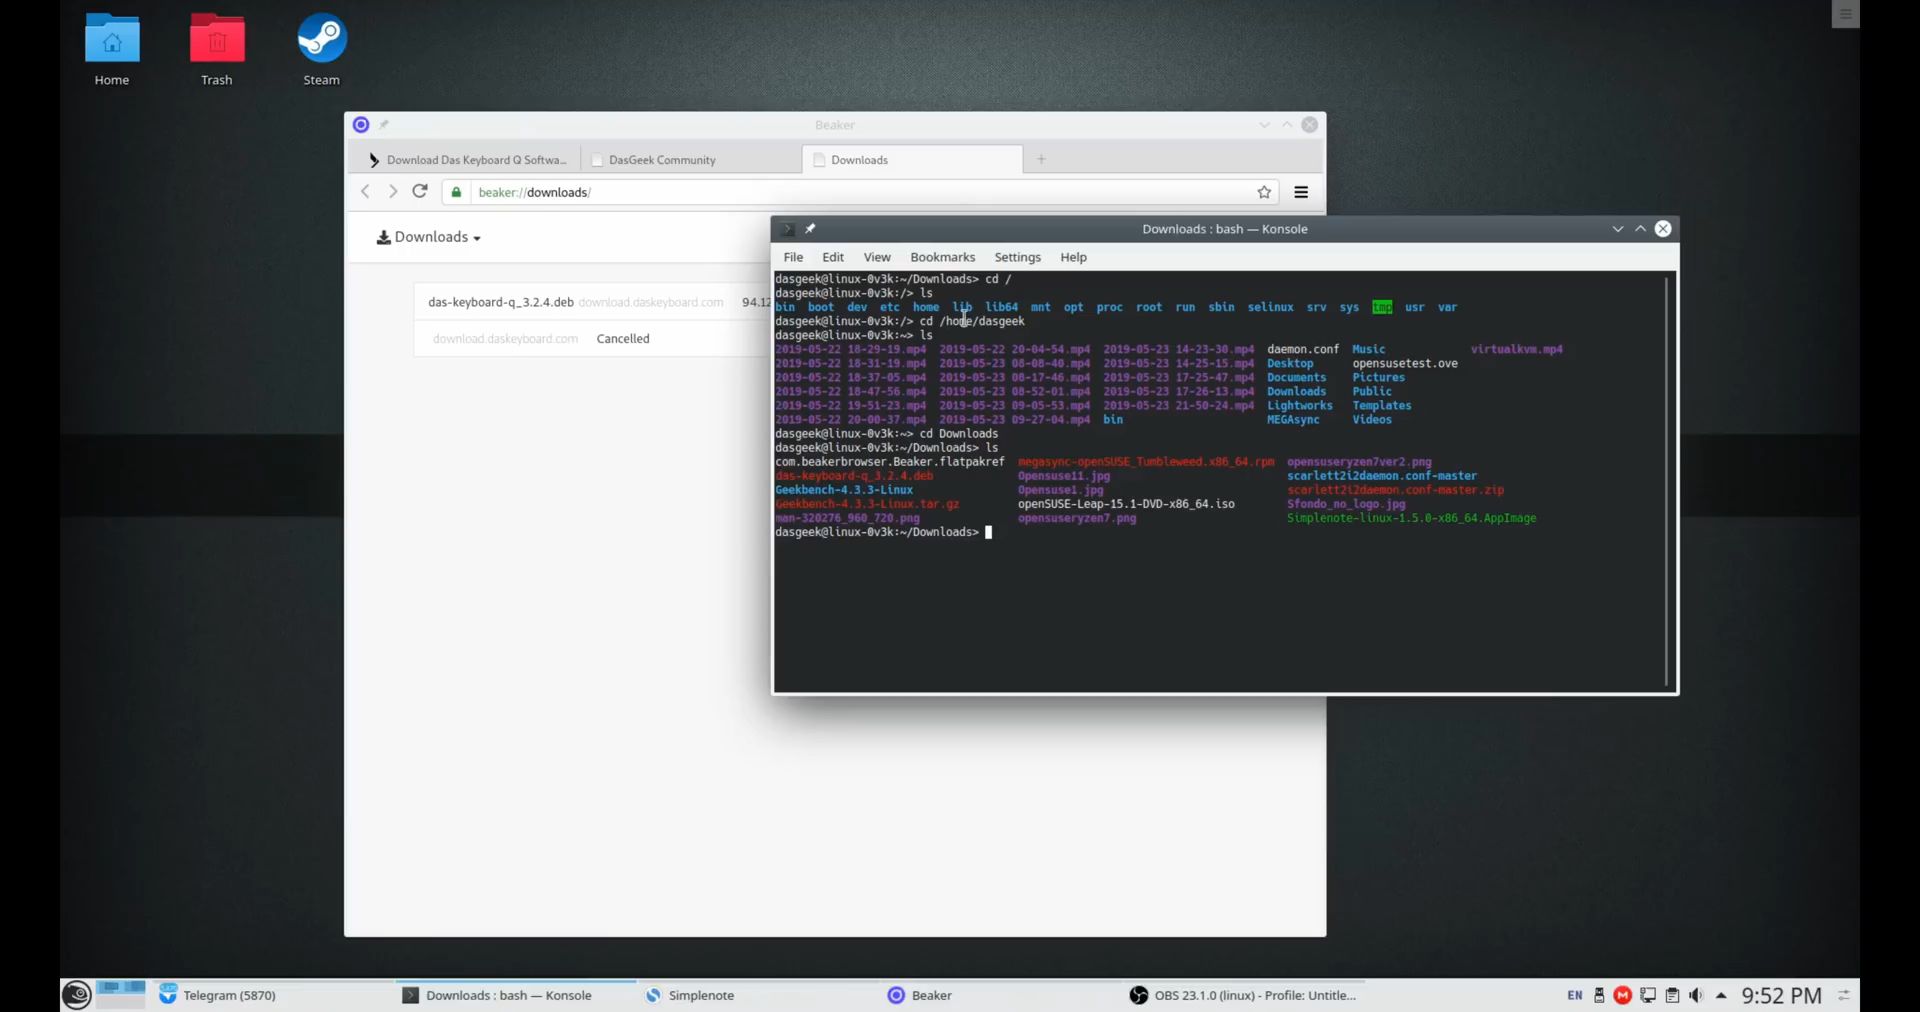 Home
Trash
Steam
Beaker
Download Das Keyboard Q Softwa...
DasGeek Community
Downloads
beaker://downloads/
Downloads
das-keyboard-q_3.2.4.deb download.daskeyboard.com 94.12
download.daskeyboard.com Cancelled
Downloads : bash — Konsole
File Edit View Bookmarks Settings Help
dasgeek@linux-0v3k:~/Downloads> cd /
dasgeek@linux-0v3k:/> ls
bin boot dev etc home lib lib64 mnt opt proc root run sbin selinux srv sys tmp usr var
dasgeek@linux-0v3k:/> cd /home/dasgeek
dasgeek@linux-0v3k:~> ls
2019-05-22 18-29-19.mp4 2019-05-22 20-04-54.mp4 2019-05-23 14-23-30.mp4 daemon.conf Music virtualkvm.mp4
2019-05-22 18-31-19.mp4 2019-05-23 08-08-40.mp4 2019-05-23 14-25-15.mp4 Desktop opensusetest.ove
2019-05-22 18-37-05.mp4 2019-05-23 08-17-46.mp4 2019-05-23 17-25-47.mp4 Documents Pictures
2019-05-22 18-47-56.mp4 2019-05-23 08-52-01.mp4 2019-05-23 17-26-13.mp4 Downloads Public
2019-05-22 19-51-23.mp4 2019-05-23 09-05-53.mp4 2019-05-23 21-50-24.mp4 Lightworks Templates
2019-05-22 20-00-37.mp4 2019-05-23 09-27-04.mp4 bin MEGAsync Videos
dasgeek@linux-0v3k:~> cd Downloads
dasgeek@linux-0v3k:~/Downloads> ls
com.beakerbrowser.Beaker.flatpakref megasync-openSUSE_Tumbleweed.x86_64.rpm opensuseryzen7ver2.png
das-keyboard-q_3.2.4.deb Opensuse11.jpg scarlett2i2daemon.conf-master
Geekbench-4.3.3-Linux Opensuse1.jpg scarlett2i2daemon.conf-master.zip
Geekbench-4.3.3-Linux.tar.gz openSUSE-Leap-15.1-DVD-x86_64.iso Sfondo_no_logo.jpg
man-320276_960_720.png opensuseryzen7.png Simplenote-linux-1.5.0-x86_64.AppImage
dasgeek@linux-0v3k:~/Downloads>
Telegram (5870)
Downloads : bash — Konsole
Simplenote
Beaker
OBS 23.1.0 (linux) - Profile: Untitle...
EN
M
9:52 PM